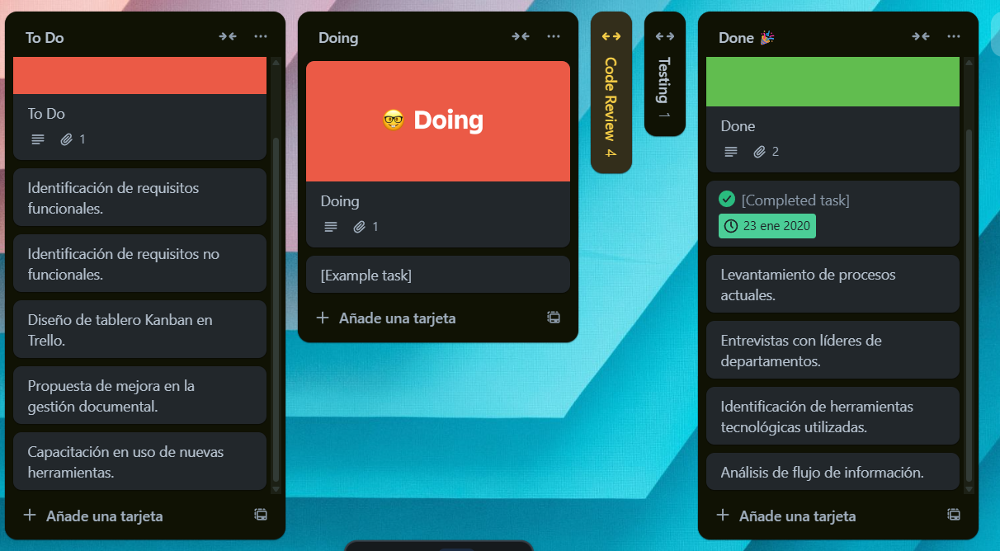 To Do
To Do
1
Identificación de requisitos
funcionales.
Identificación de requisitos no
funcionales.
Diseño de tablero Kanban en
Trello.
Propuesta de mejora en la
gestión documental.
Capacitación en uso de nuevas
herramientas.
Añade una tarjeta
Doing
🤓 Doing
Doing
1
[Example task]
Añade una tarjeta
Code Review 4
Testing 1
Done 🎉
Done
2
[Completed task]
23 ene 2020
Levantamiento de procesos
actuales.
Entrevistas con líderes de
departamentos.
Identificación de herramientas
tecnológicas utilizadas.
Análisis de flujo de información.
Añade una tarjeta